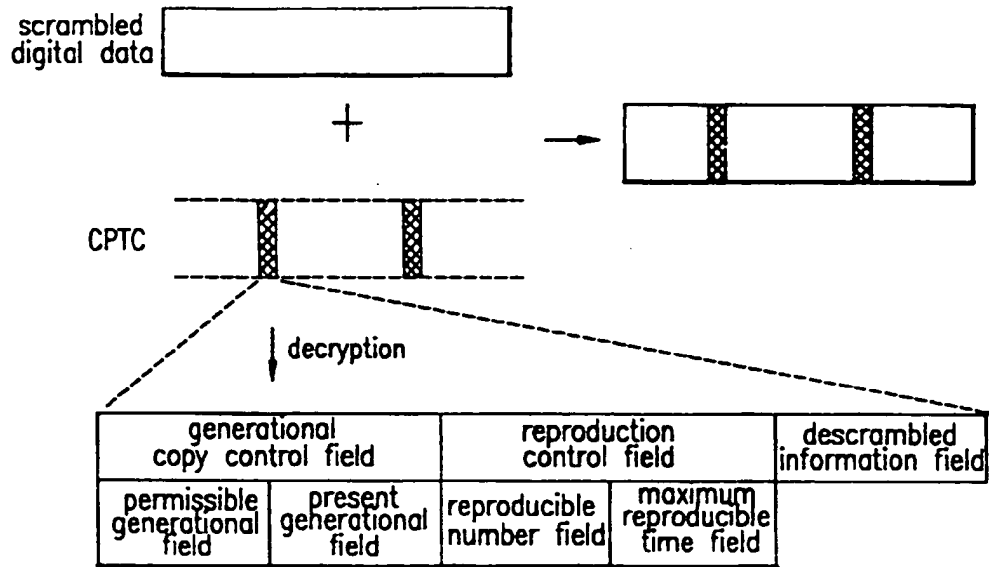 scrambled
digital data
+
CPTC
decryption
generational
copy control field
reproduction
control field
descrambled
information field
permissible
generational
field
present
generational
field
reproducible
number field
maximum
reproducible
time field